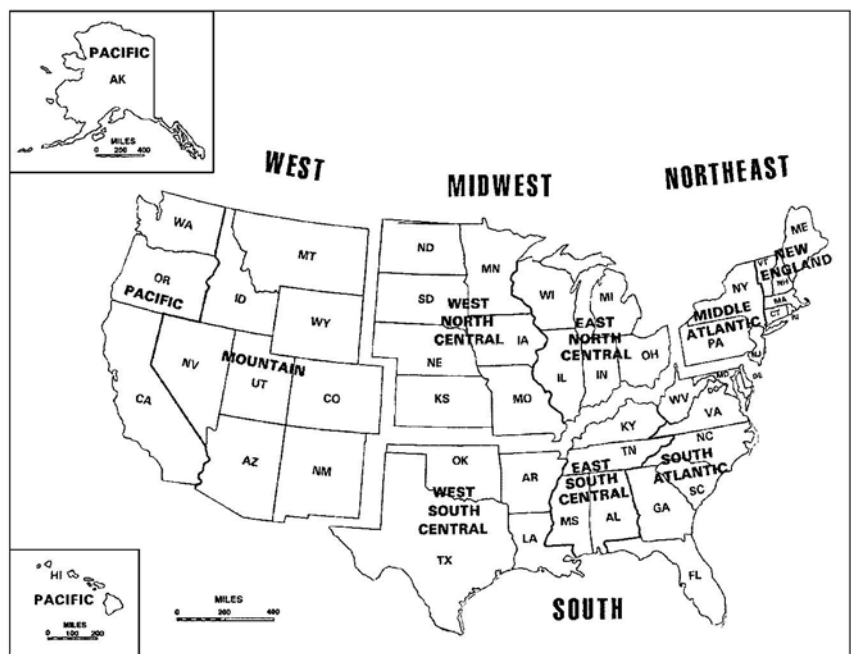 PACIFIC
AK
MILES
0 200 400
WEST
MIDWEST
NORTHEAST
WA
MT
ND
MN
ME
VT
NEW
ENGLAND
NH
OR
PACIFIC
ID
SD
WI
MI
NY
MA
CT
RI
WY
WEST
NORTH
CENTRAL
IA
EAST
NORTH
CENTRAL
MIDDLE
ATLANTIC
PA
NJ
NV
MOUNTAIN
UT
NE
IL
IN
OH
MD
DE
DC
CA
CO
KS
MO
WV
VA
KY
NC
AZ
NM
OK
AR
TN
EAST
SOUTH
CENTRAL
SOUTH
ATLANTIC
SC
WEST
SOUTH
CENTRAL
MS
AL
GA
TX
LA
FL
HI
PACIFIC
MILES
0 100 200
MILES
0 200 400
SOUTH